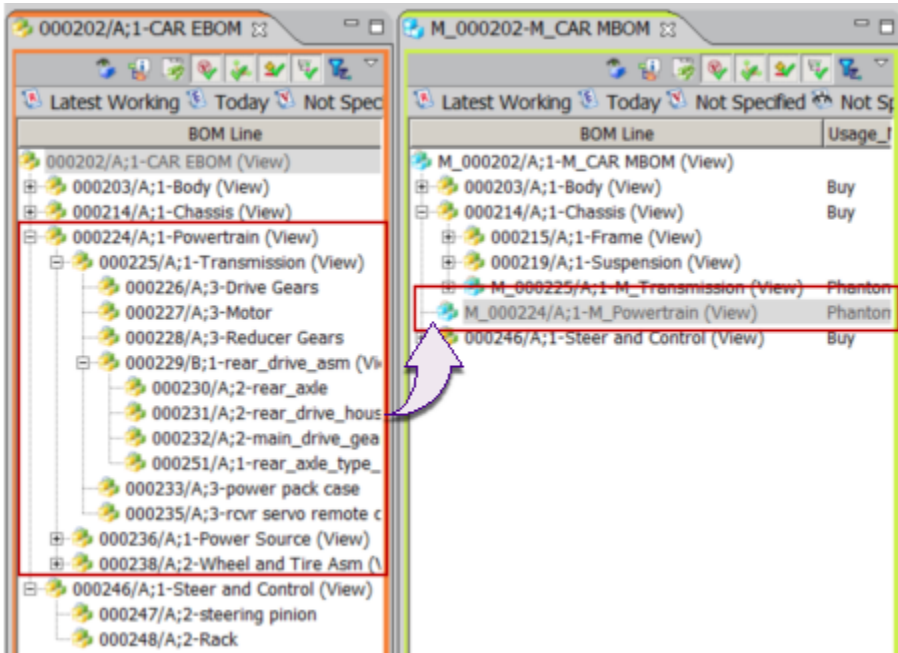 000202/A;1-CAR EBOM
Latest Working Today Not Spec
BOM Line
000202/A;1-CAR EBOM (View)
000203/A;1-Body (View)
000214/A;1-Chassis (View)
000224/A;1-Powertrain (View)
000225/A;1-Transmission (View)
000226/A;3-Drive Gears
000227/A;3-Motor
000228/A;3-Reducer Gears
000229/B;1-rear_drive_asm (Vi
000230/A;2-rear_axle
000231/A;2-rear_drive_hous
000232/A;2-main_drive_gea
000251/A;1-rear_axle_type_
000233/A;3-power pack case
000235/A;3-rcvr servo remote c
000236/A;1-Power Source (View)
000238/A;2-Wheel and Tire Asm (\
000246/A;1-Steer and Control (View)
000247/A;2-steering pinion
000248/A;2-Rack
M_000202-M_CAR MBOM
Latest Working Today Not Specified Not Sp
BOM Line Usage_
M_000202/A;1-M_CAR MBOM (View)
000203/A;1-Body (View) Buy
000214/A;1-Chassis (View) Buy
000215/A;1-Frame (View)
000219/A;1-Suspension (View)
M_000225/A;1-M_Transmission (View) Phantom
M_000224/A;1-M_Powertrain (View) Phantom
000246/A;1-Steer and Control (View) Buy